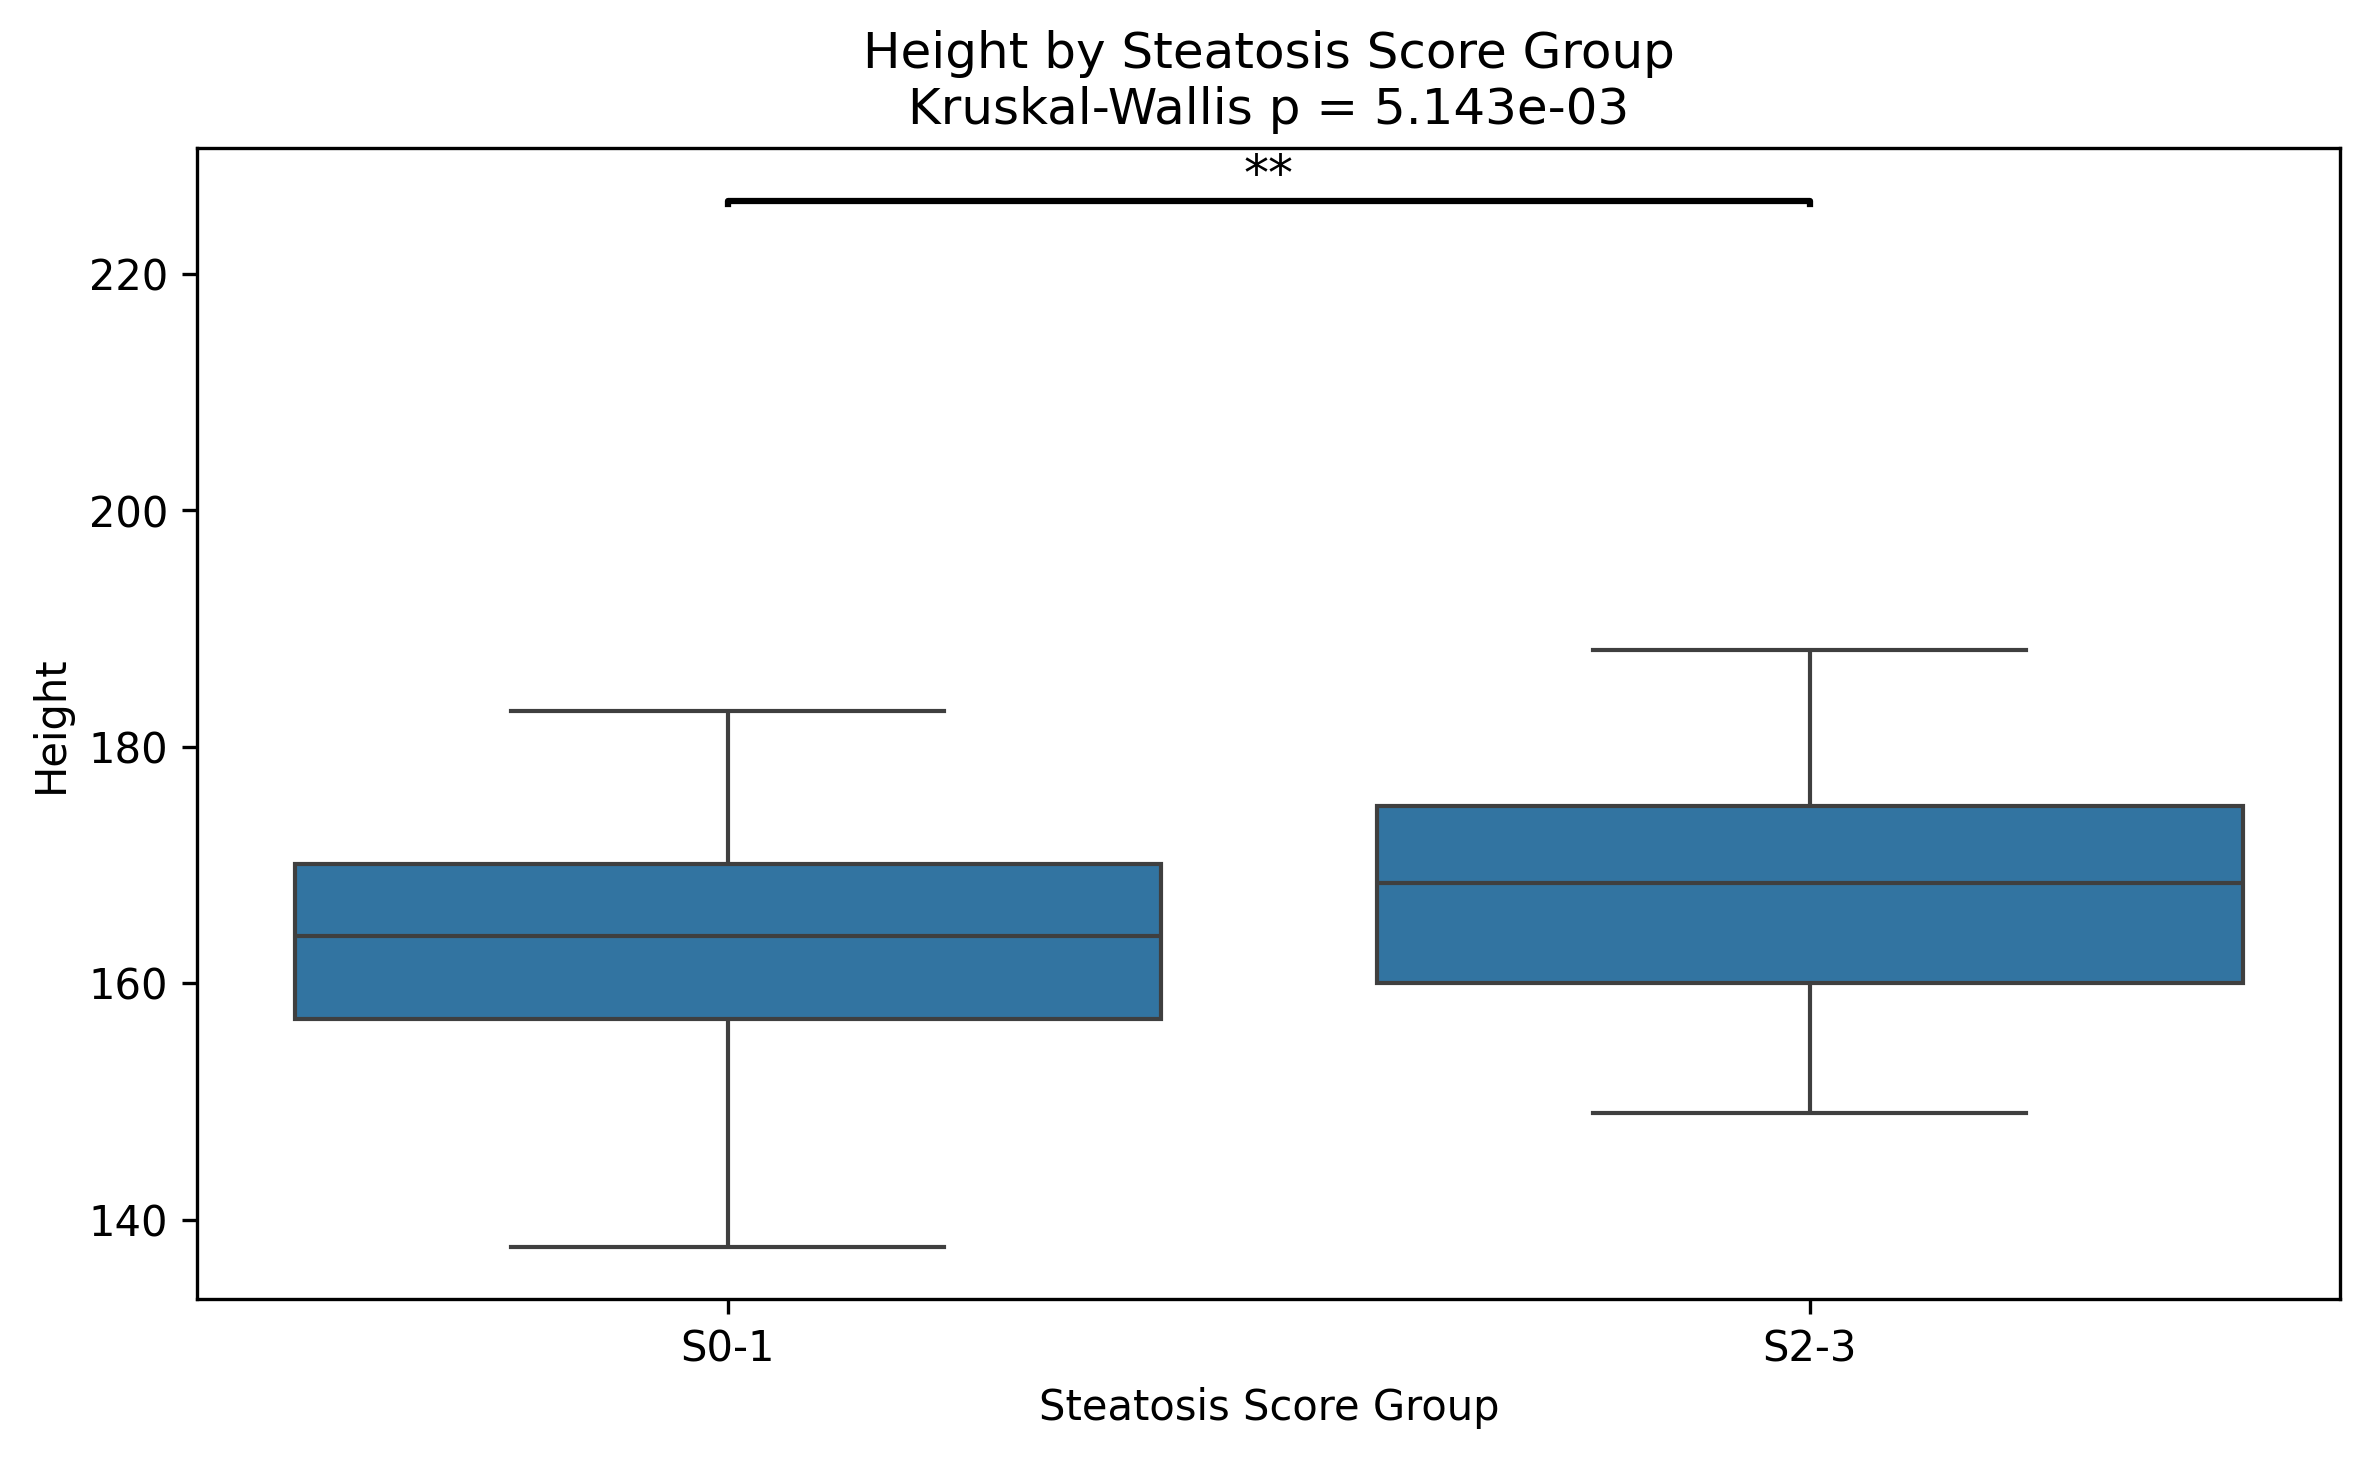 Height by Steatosis Score Group
Kruskal-Wallis p = 5.143e-03
**
220
200
180
160
140
Height
S0-1
S2-3
Steatosis Score Group